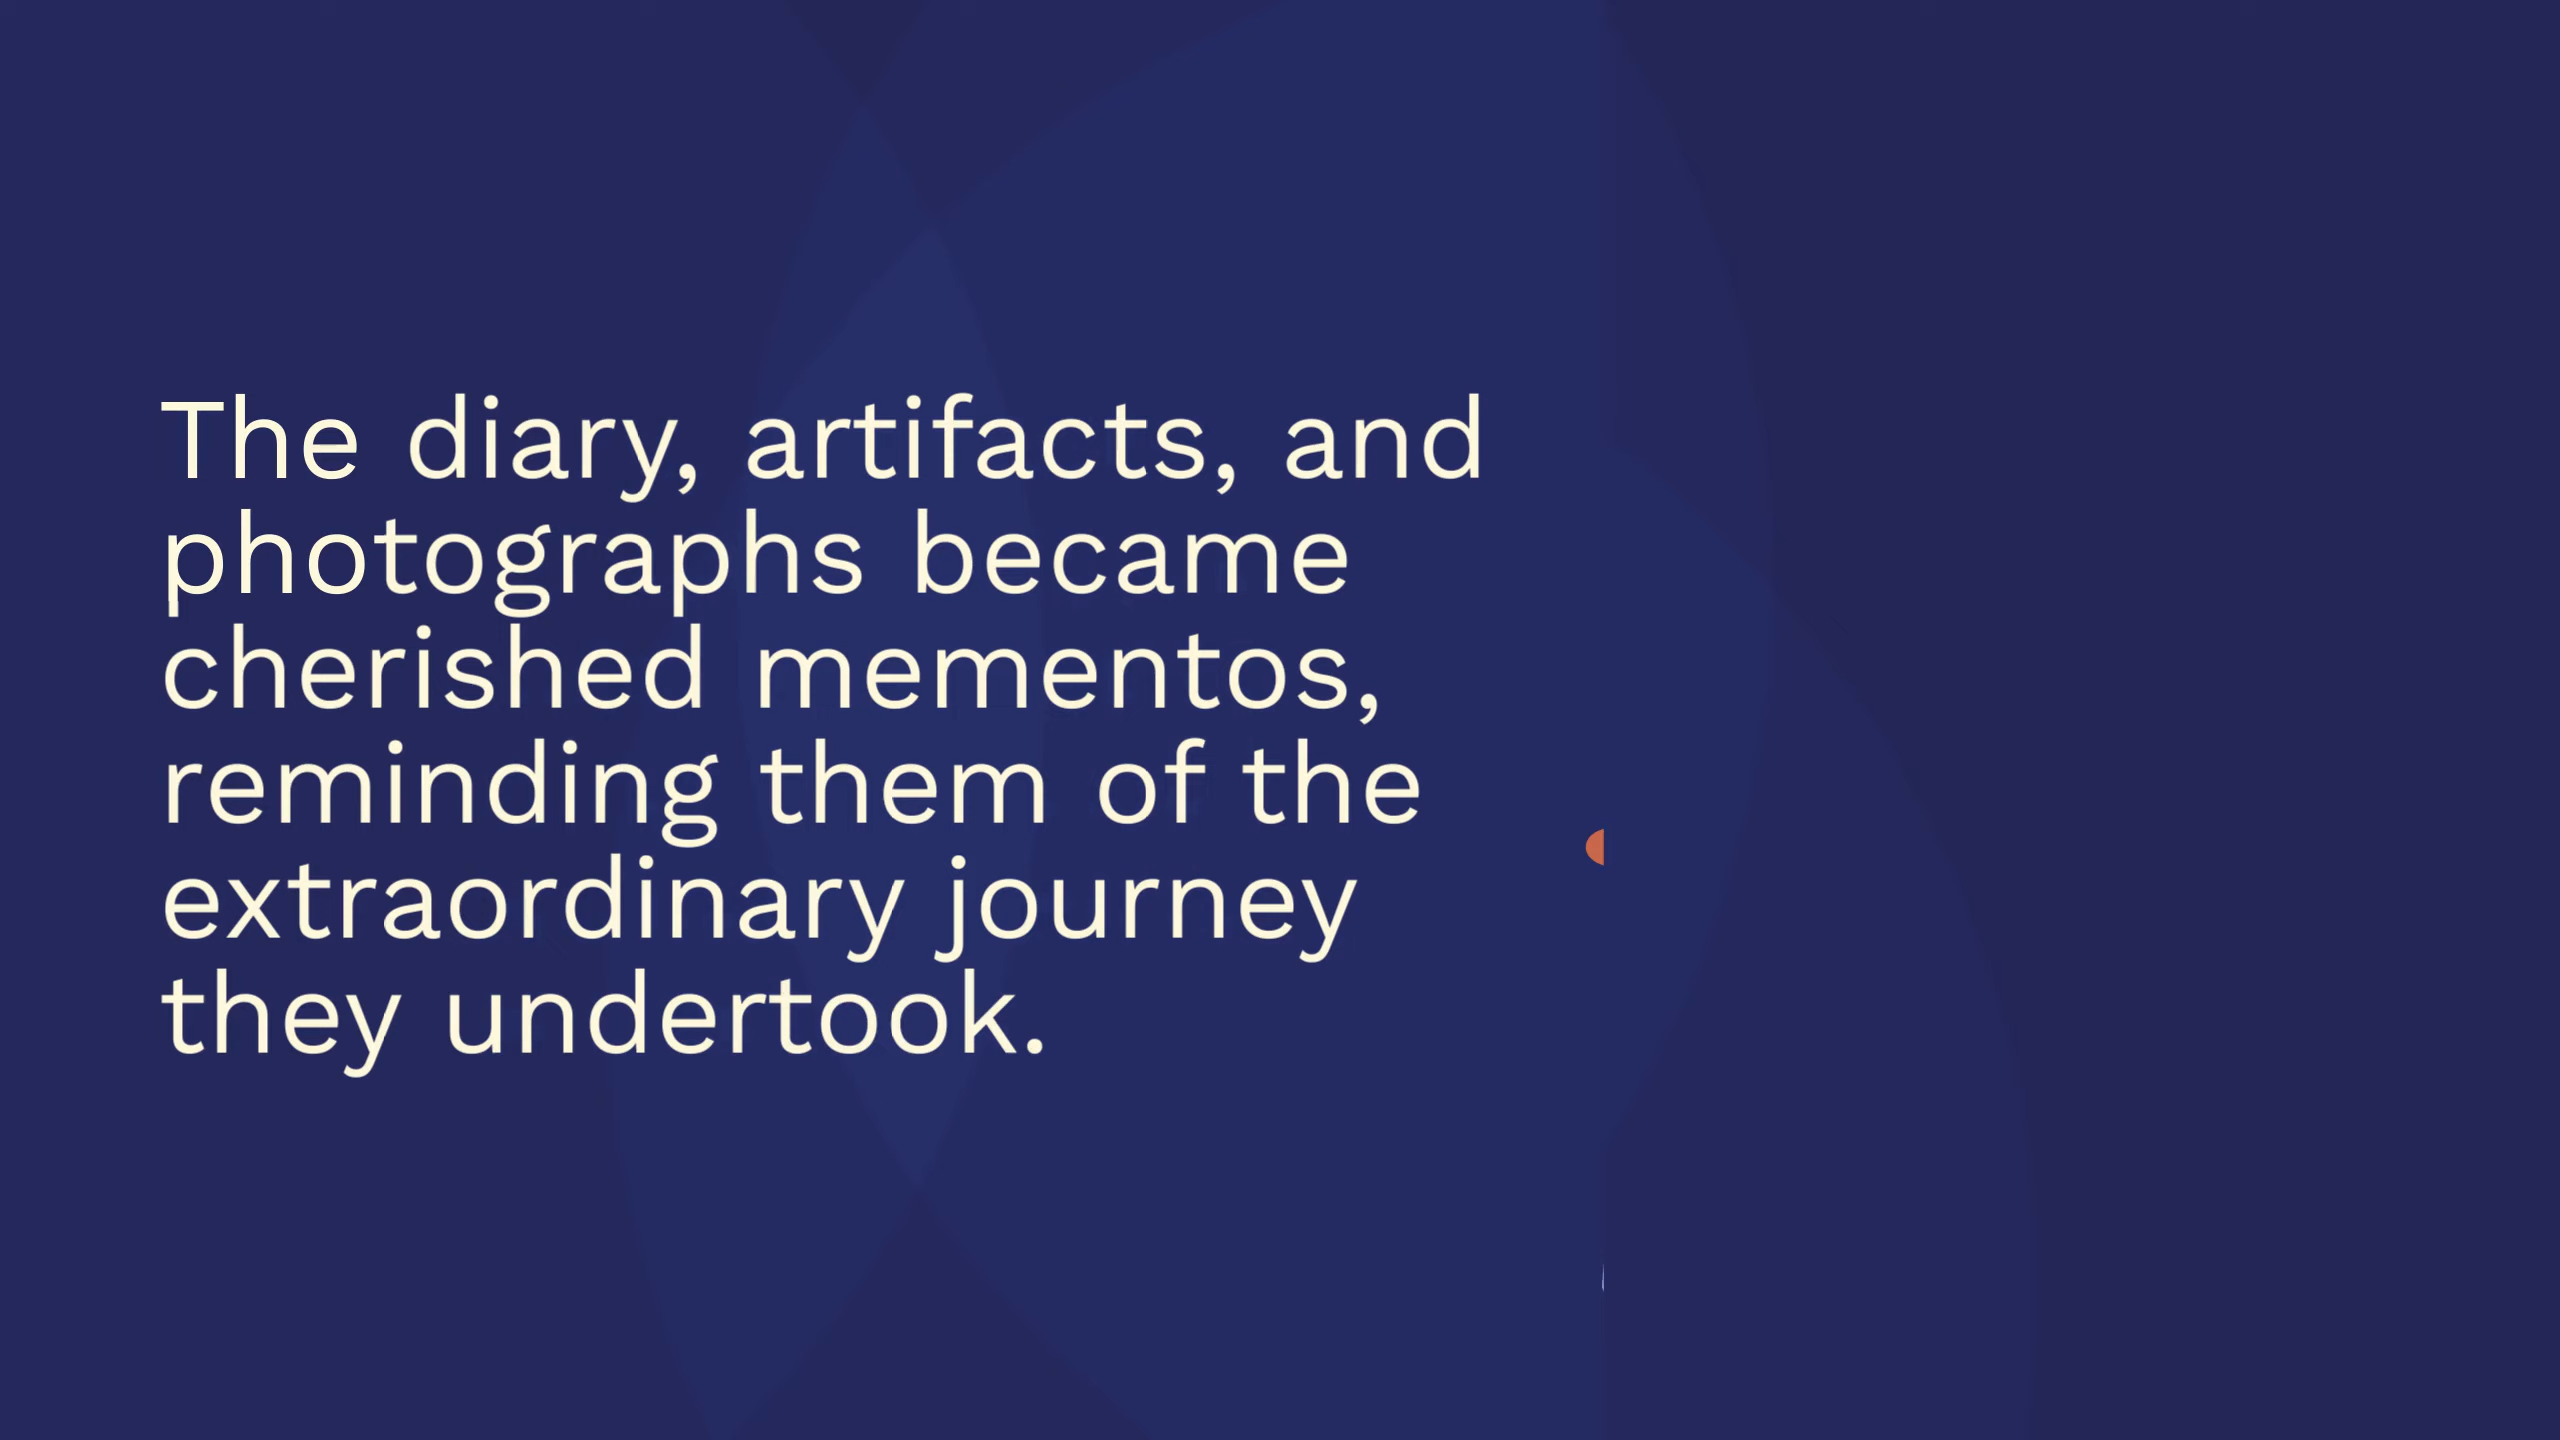 The diary, artifacts, and
photographs became
cherished mementos,
reminding them of the
extraordinary journey
they undertook.